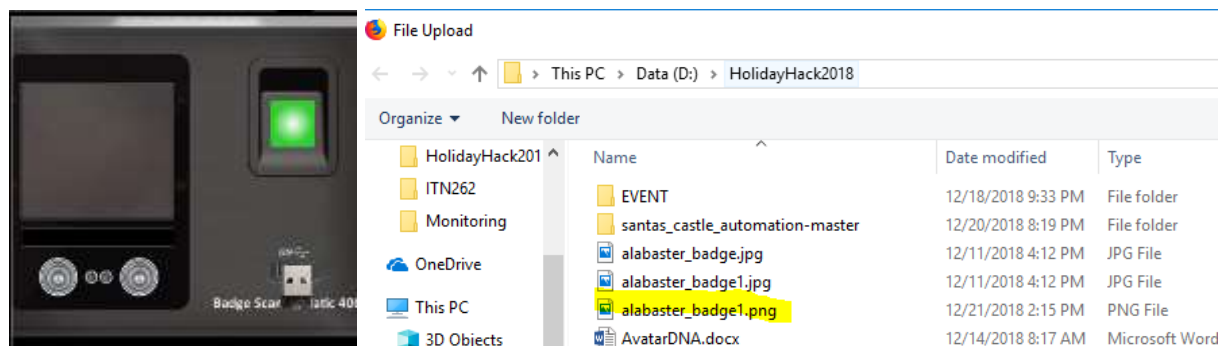 File Upload
This PC > Data (D:) > HolidayHack2018
Organize New folder
HolidayHack201
ITN262
Monitoring
OneDrive
This PC
3D Objects
Name Date modified Type
EVENT 12/18/2018 9:33 PM File folder
santas_castle_automation-master 12/20/2018 8:19 PM File folder
alabaster_badge.jpg 12/11/2018 4:12 PM JPG File
alabaster_badge1.jpg 12/11/2018 4:12 PM JPG File
alabaster_badge1.png 12/21/2018 2:15 PM PNG File
AvatarDNA.docx 12/14/2018 8:17 AM Microsoft Word
Badge Scan atic 40